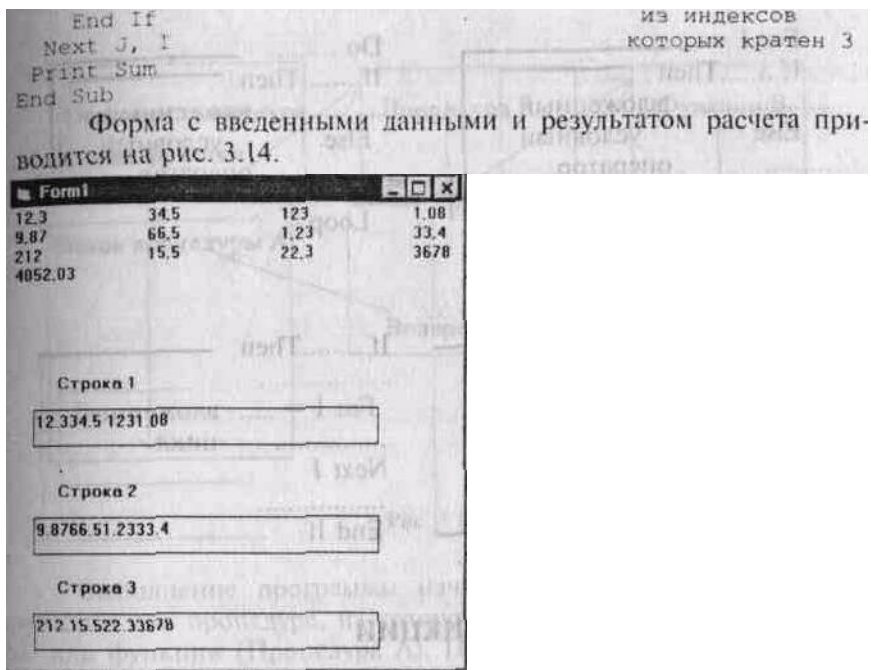 End If
из индексов
Next J, I
которых кратен 3
Print Sum
End Sub
Форма с введенными данными и результатом расчета при-
водится на рис. 3.14.
Form1
12,3 34,5 123 1,08
9,87 66,5 1,23 33,4
212 15,5 22,3 3678
4052,03
Строка 1
12.334.5 1231.08
Строка 2
9.8766.51.2333.4
Строка 3
212.15.522.33678